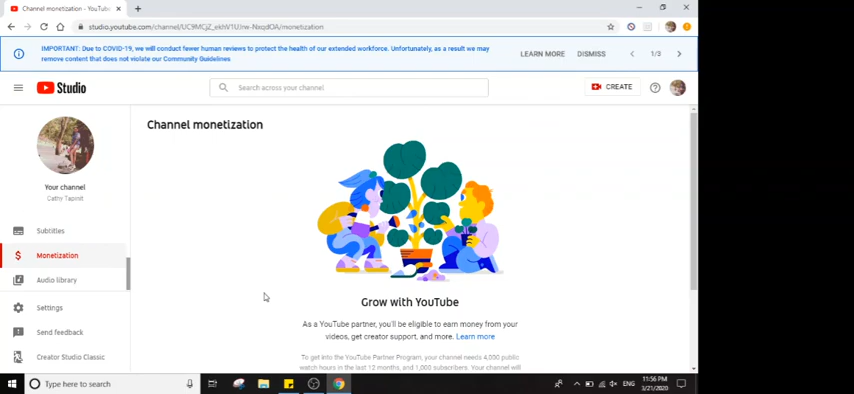 Channel monetization - YouTube
studio.youtube.com/channel/UC9MCjZ_ekhV1UJrw-NxqdOA/monetization
IMPORTANT: Due to COVID-19, we will conduct fewer human reviews to protect the health of our extended workforce. Unfortunately, as a result we may
remove content that does not violate our Community Guidelines
LEARN MORE
DISMISS
1/3
Studio
Search across your channel
CREATE
Channel monetization
Your channel
Cathy Tapinit
Subtitles
$ Monetization
Audio library
Settings
Send feedback
Creator Studio Classic
Grow with YouTube
As a YouTube partner, you'll be eligible to earn money from your
videos, get creator support, and more. Learn more
To get into the YouTube Partner Program, your channel needs 4,000 public
watch hours in the last 12 months, and 1,000 subscribers. Your channel will
Type here to search
ENG
11:56 PM
3/21/2020